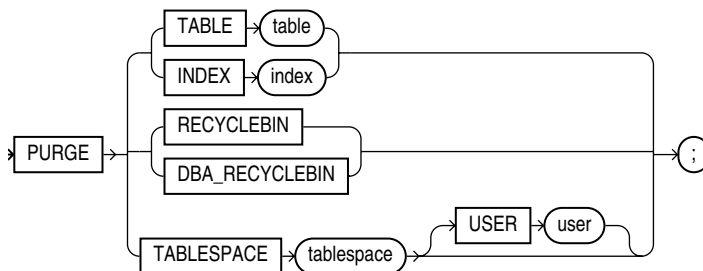 TABLE table
INDEX index
RECYCLEBIN
PURGE ;
DBA_RECYCLEBIN
USER user
TABLESPACE tablespace